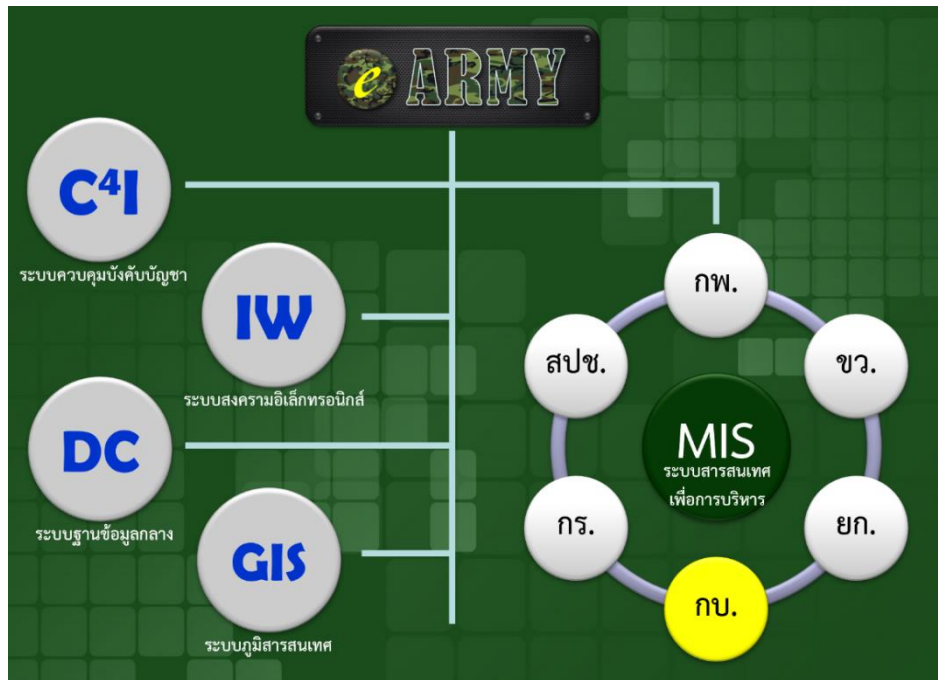 e ARMY
C⁴I
ระบบควบคุมบังคับบัญชา
IW
ระบบสงครามอิเล็กทรอนิกส์
DC
ระบบฐานข้อมูลกลาง
GIS
ระบบภูมิสารสนเทศ
กพ.
ขว.
ยก.
กบ.
กร.
สปช.
MIS
ระบบสารสนเทศ
เพื่อการบริหาร